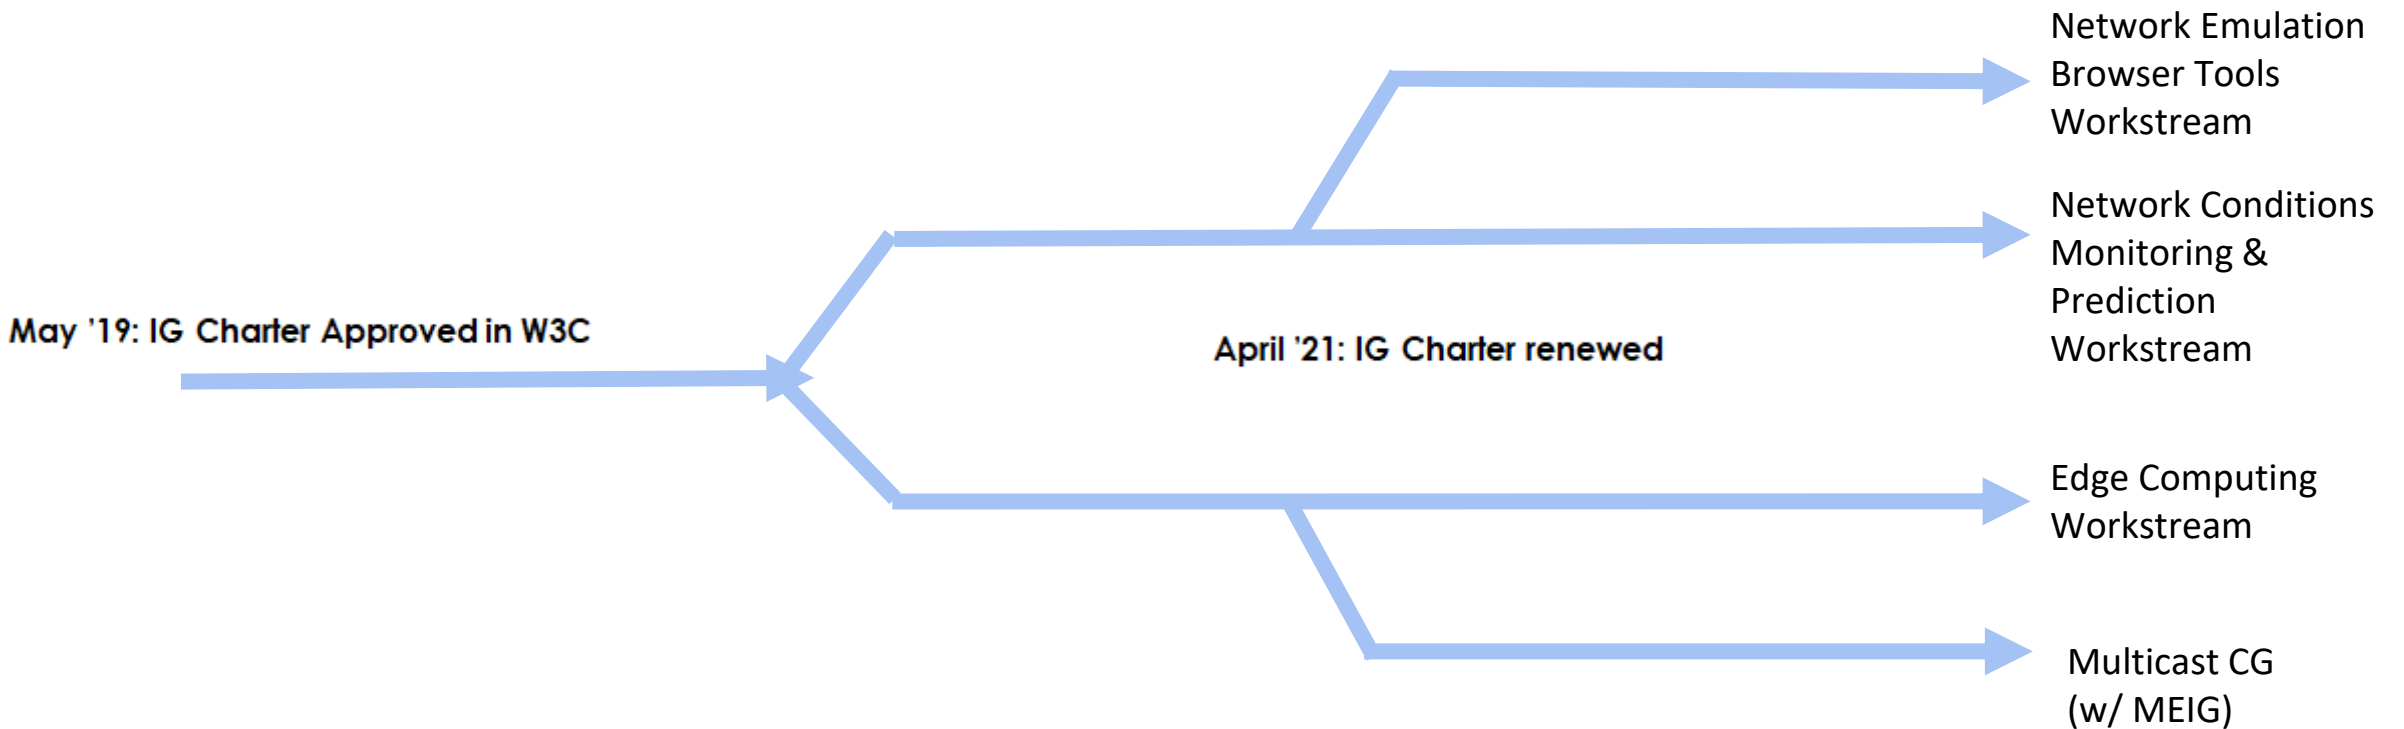 Network Emulation
Browser Tools
Workstream
Network Conditions
Monitoring &
Prediction
Workstream
May '19: IG Charter Approved in W3C
April '21: IG Charter renewed
Edge Computing
Workstream
Multicast CG
(w/ MEIG)